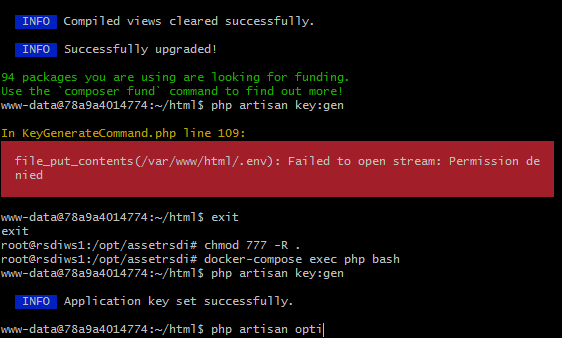 INFO Compiled views cleared successfully.
INFO Successfully upgraded!
94 packages you are using are looking for funding.
Use the `composer fund` command to find out more!
www-data@78a9a4014774:~/html$ php artisan key:gen
In KeyGenerateCommand.php line 109:
file_put_contents(/var/www/html/.env): Failed to open stream: Permission de
nied
www-data@78a9a4014774:~/html$ exit
exit
root@rsdiws1:/opt/assetrsdi# chmod 777 -R .
root@rsdiws1:/opt/assetrsdi# docker-compose exec php bash
www-data@78a9a4014774:~/html$ php artisan key:gen
INFO Application key set successfully.
www-data@78a9a4014774:~/html$ php artisan opti